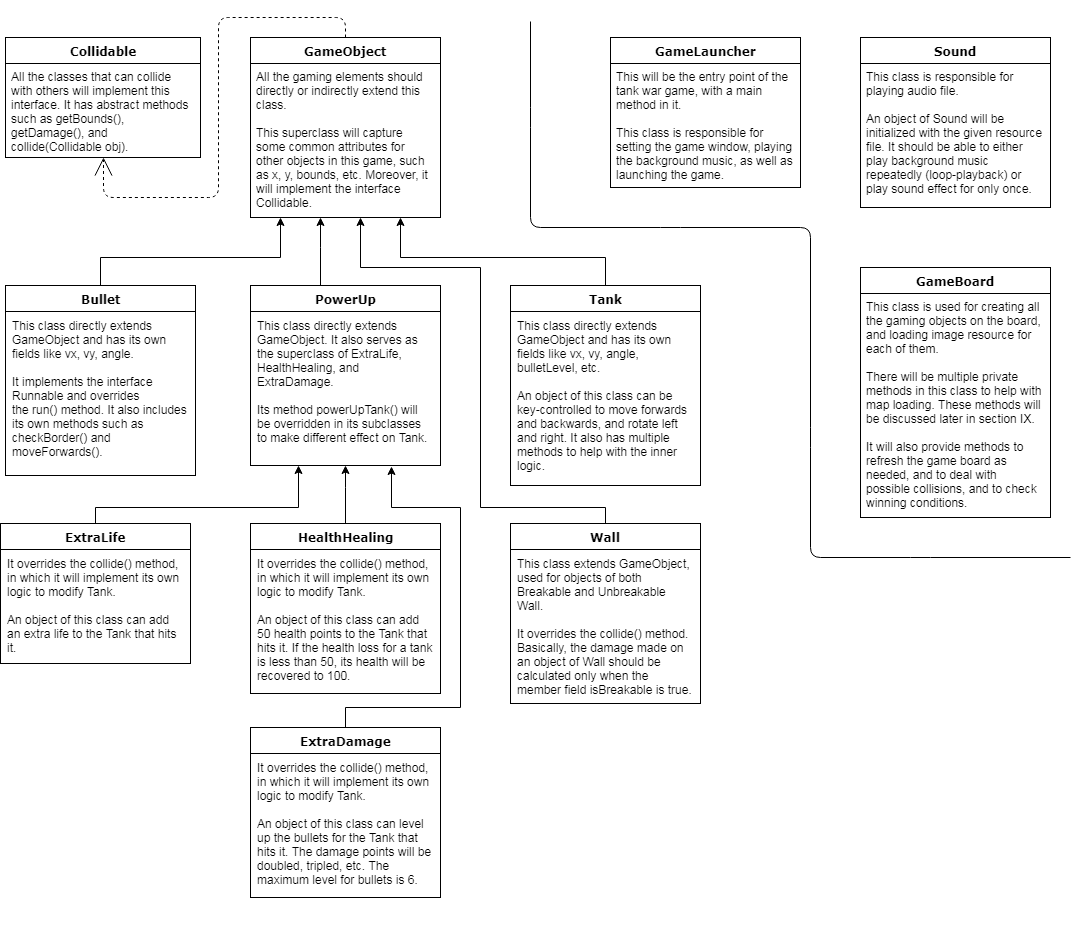 Collidable
All the classes that can collide
with others will implement this
interface. It has abstract methods
such as getBounds(),
getDamage(), and
collide(Collidable obj).
GameObject
All the gaming elements should
directly or indirectly extend this
class.
This superclass will capture
some common attributes for
other objects in this game, such
as x, y, bounds, etc. Moreover, it
will implement the interface
Collidable.
GameLauncher
This will be the entry point of the
tank war game, with a main
method in it.
This class is responsible for
setting the game window, playing
the background music, as well as
launching the game.
Sound
This class is responsible for
playing audio file.
An object of Sound will be
initialized with the given resource
file. It should be able to either
play background music
repeatedly (loop-playback) or
play sound effect for only once.
Bullet
This class directly extends
GameObject and has its own
fields like vx, vy, angle.
It implements the interface
Runnable and overrides
the run() method. It also includes
its own methods such as
checkBorder() and
moveForwards().
PowerUp
This class directly extends
GameObject. It also serves as
the superclass of ExtraLife,
HealthHealing, and
ExtraDamage.
Its method powerUpTank() will
be overridden in its subclasses
to make different effect on Tank.
Tank
This class directly extends
GameObject and has its own
fields like vx, vy, angle,
bulletLevel, etc.
An object of this class can be
key-controlled to move forwards
and backwards, and rotate left
and right. It also has multiple
methods to help with the inner
logic.
GameBoard
This class is used for creating all
the gaming objects on the board,
and loading image resource for
each of them.
There will be multiple private
methods in this class to help with
map loading. These methods will
be discussed later in section IX.
It will also provide methods to
refresh the game board as
needed, and to deal with
possible collisions, and to check
winning conditions.
ExtraLife
It overrides the collide() method,
in which it will implement its own
logic to modify Tank.
An object of this class can add
an extra life to the Tank that hits
it.
HealthHealing
It overrides the collide() method,
in which it will implement its own
logic to modify Tank.
An object of this class can add
50 health points to the Tank that
hits it. If the health loss for a tank
is less than 50, its health will be
recovered to 100.
Wall
This class extends GameObject,
used for objects of both
Breakable and Unbreakable
Wall.
It overrides the collide() method.
Basically, the damage made on
an object of Wall should be
calculated only when the
member field isBreakable is true.
ExtraDamage
It overrides the collide() method,
in which it will implement its own
logic to modify Tank.
An object of this class can level
up the bullets for the Tank that
hits it. The damage points will be
doubled, tripled, etc. The
maximum level for bullets is 6.